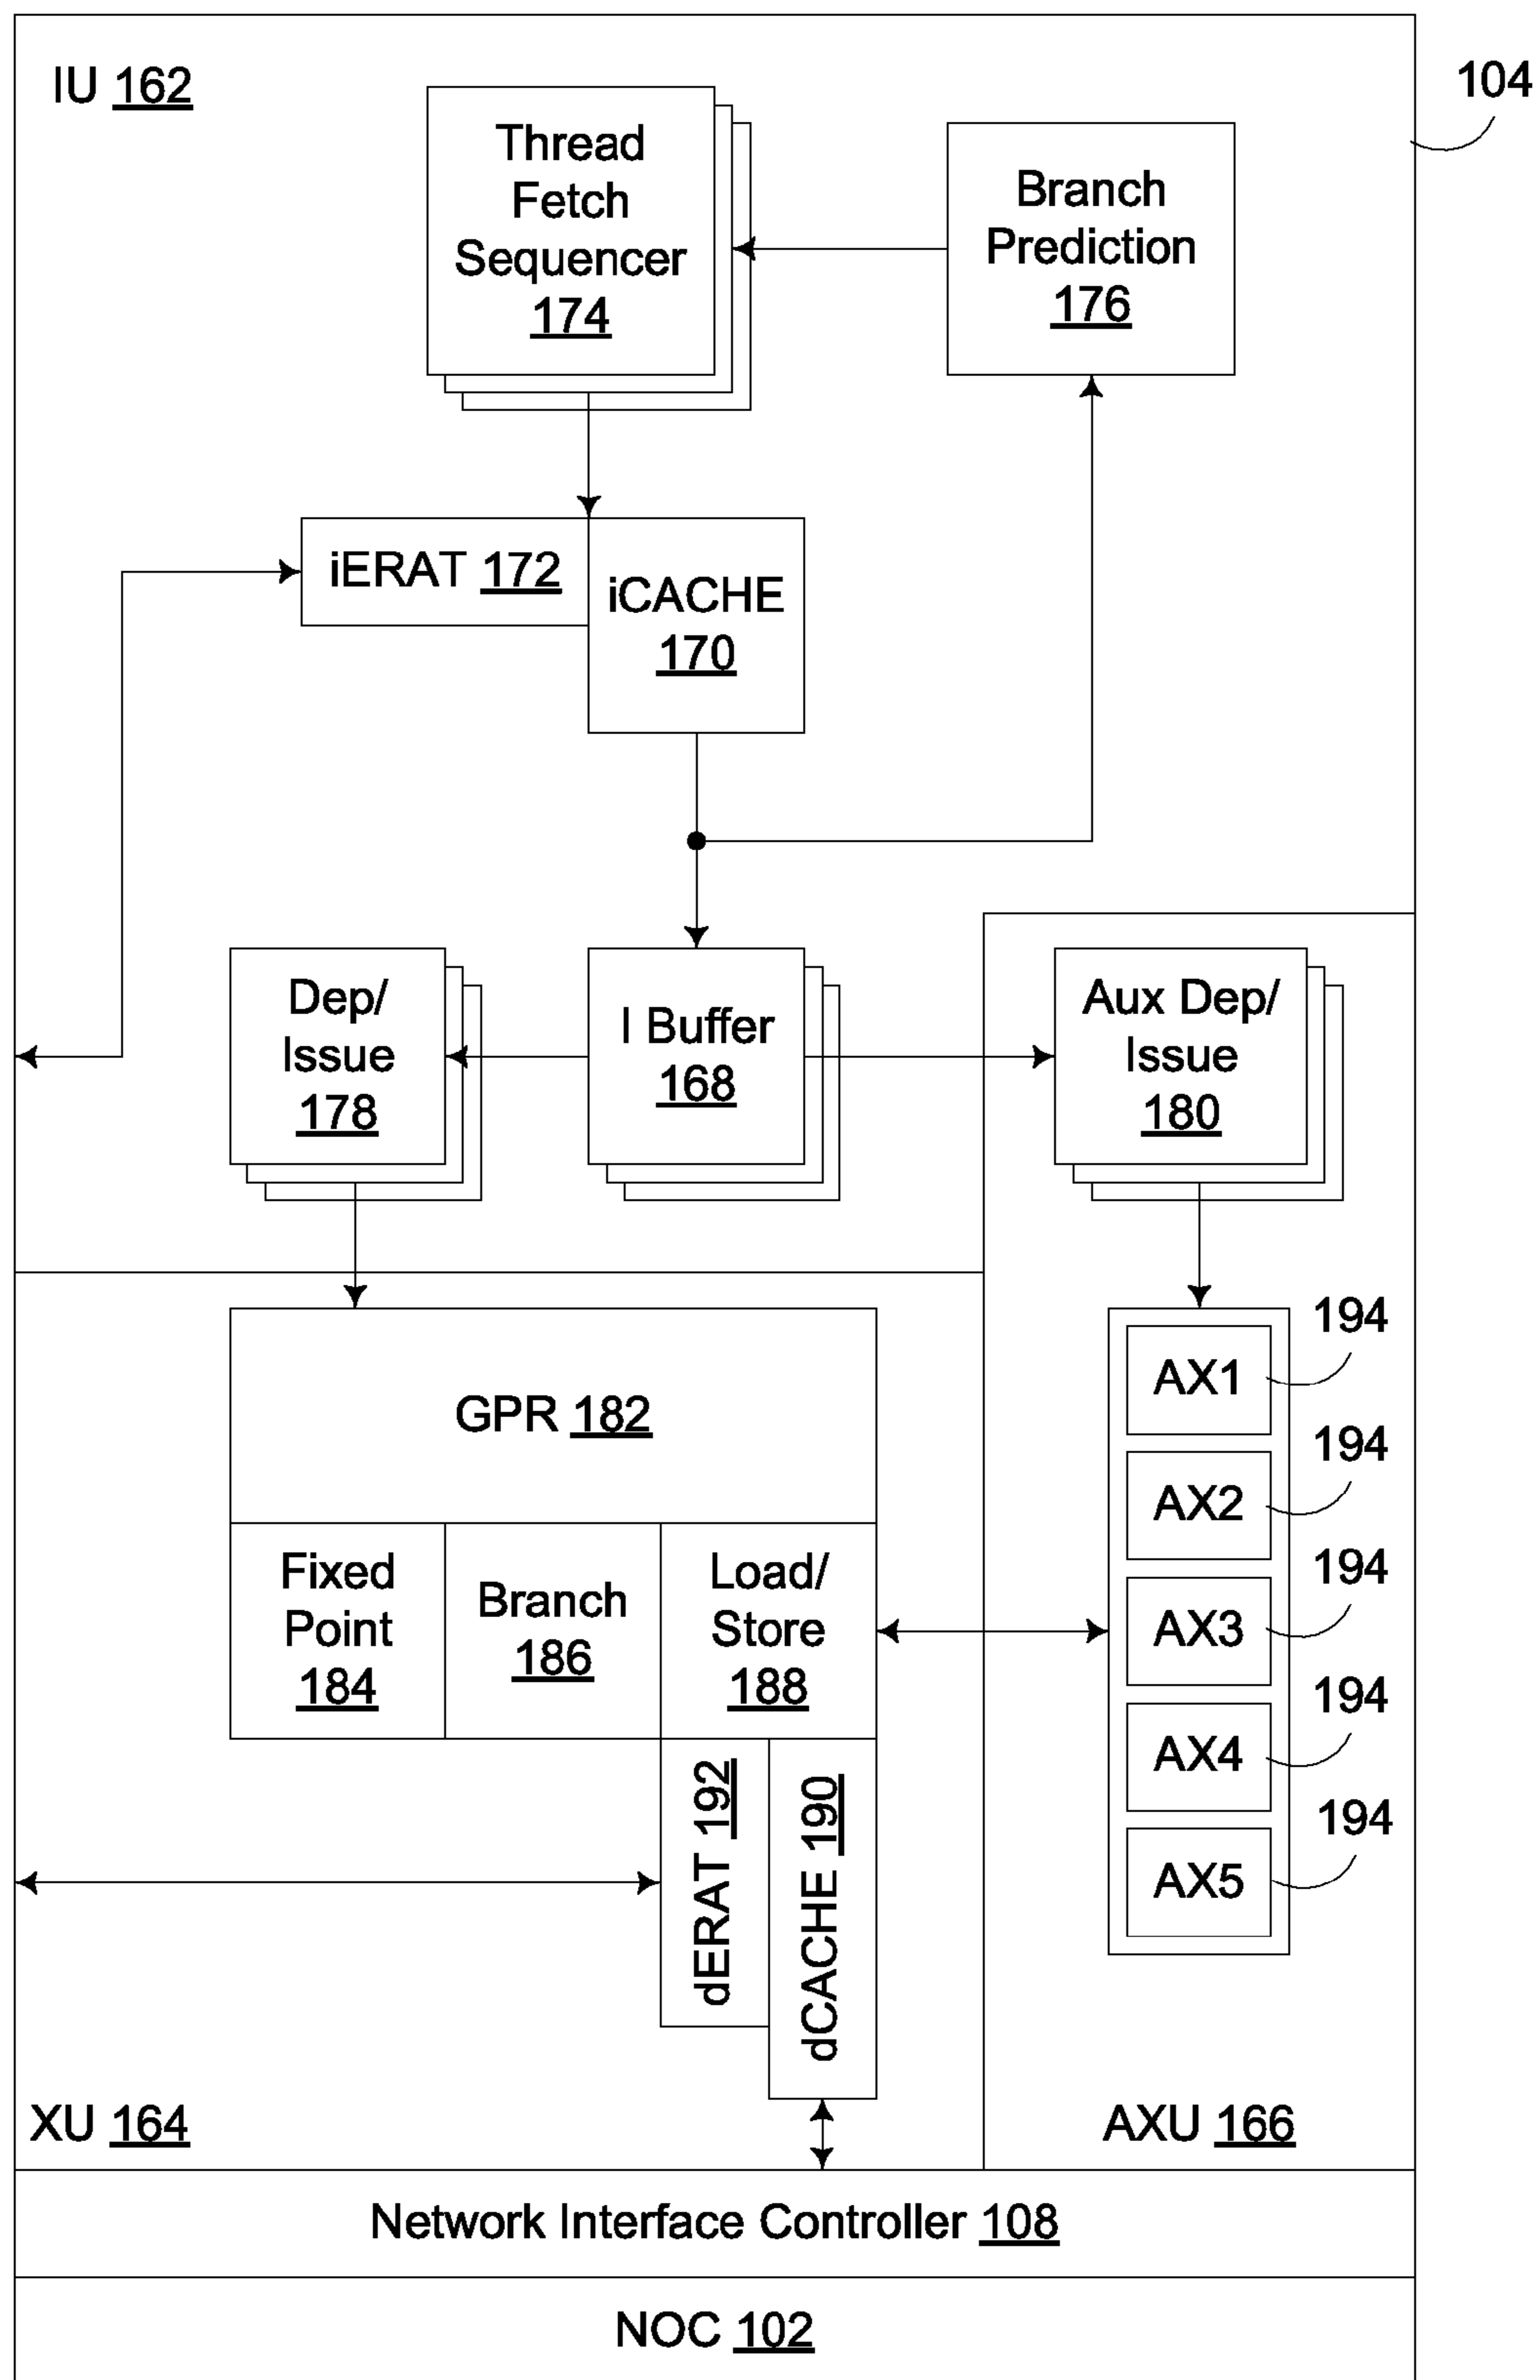 IU 162
104
Thread
Fetch
Sequencer
174
Branch
Prediction
176
iERAT 172
iCACHE
170
Dep/
Issue
178
I Buffer
168
Aux Dep/
Issue
180
GPR 182
Fixed
Point
184
Branch
186
Load/
Store
188
dERAT 192
dCACHE 190
194
AX1
194
AX2
194
AX3
194
AX4
194
AX5
XU 164
AXU 166
Network Interface Controller 108
NOC 102